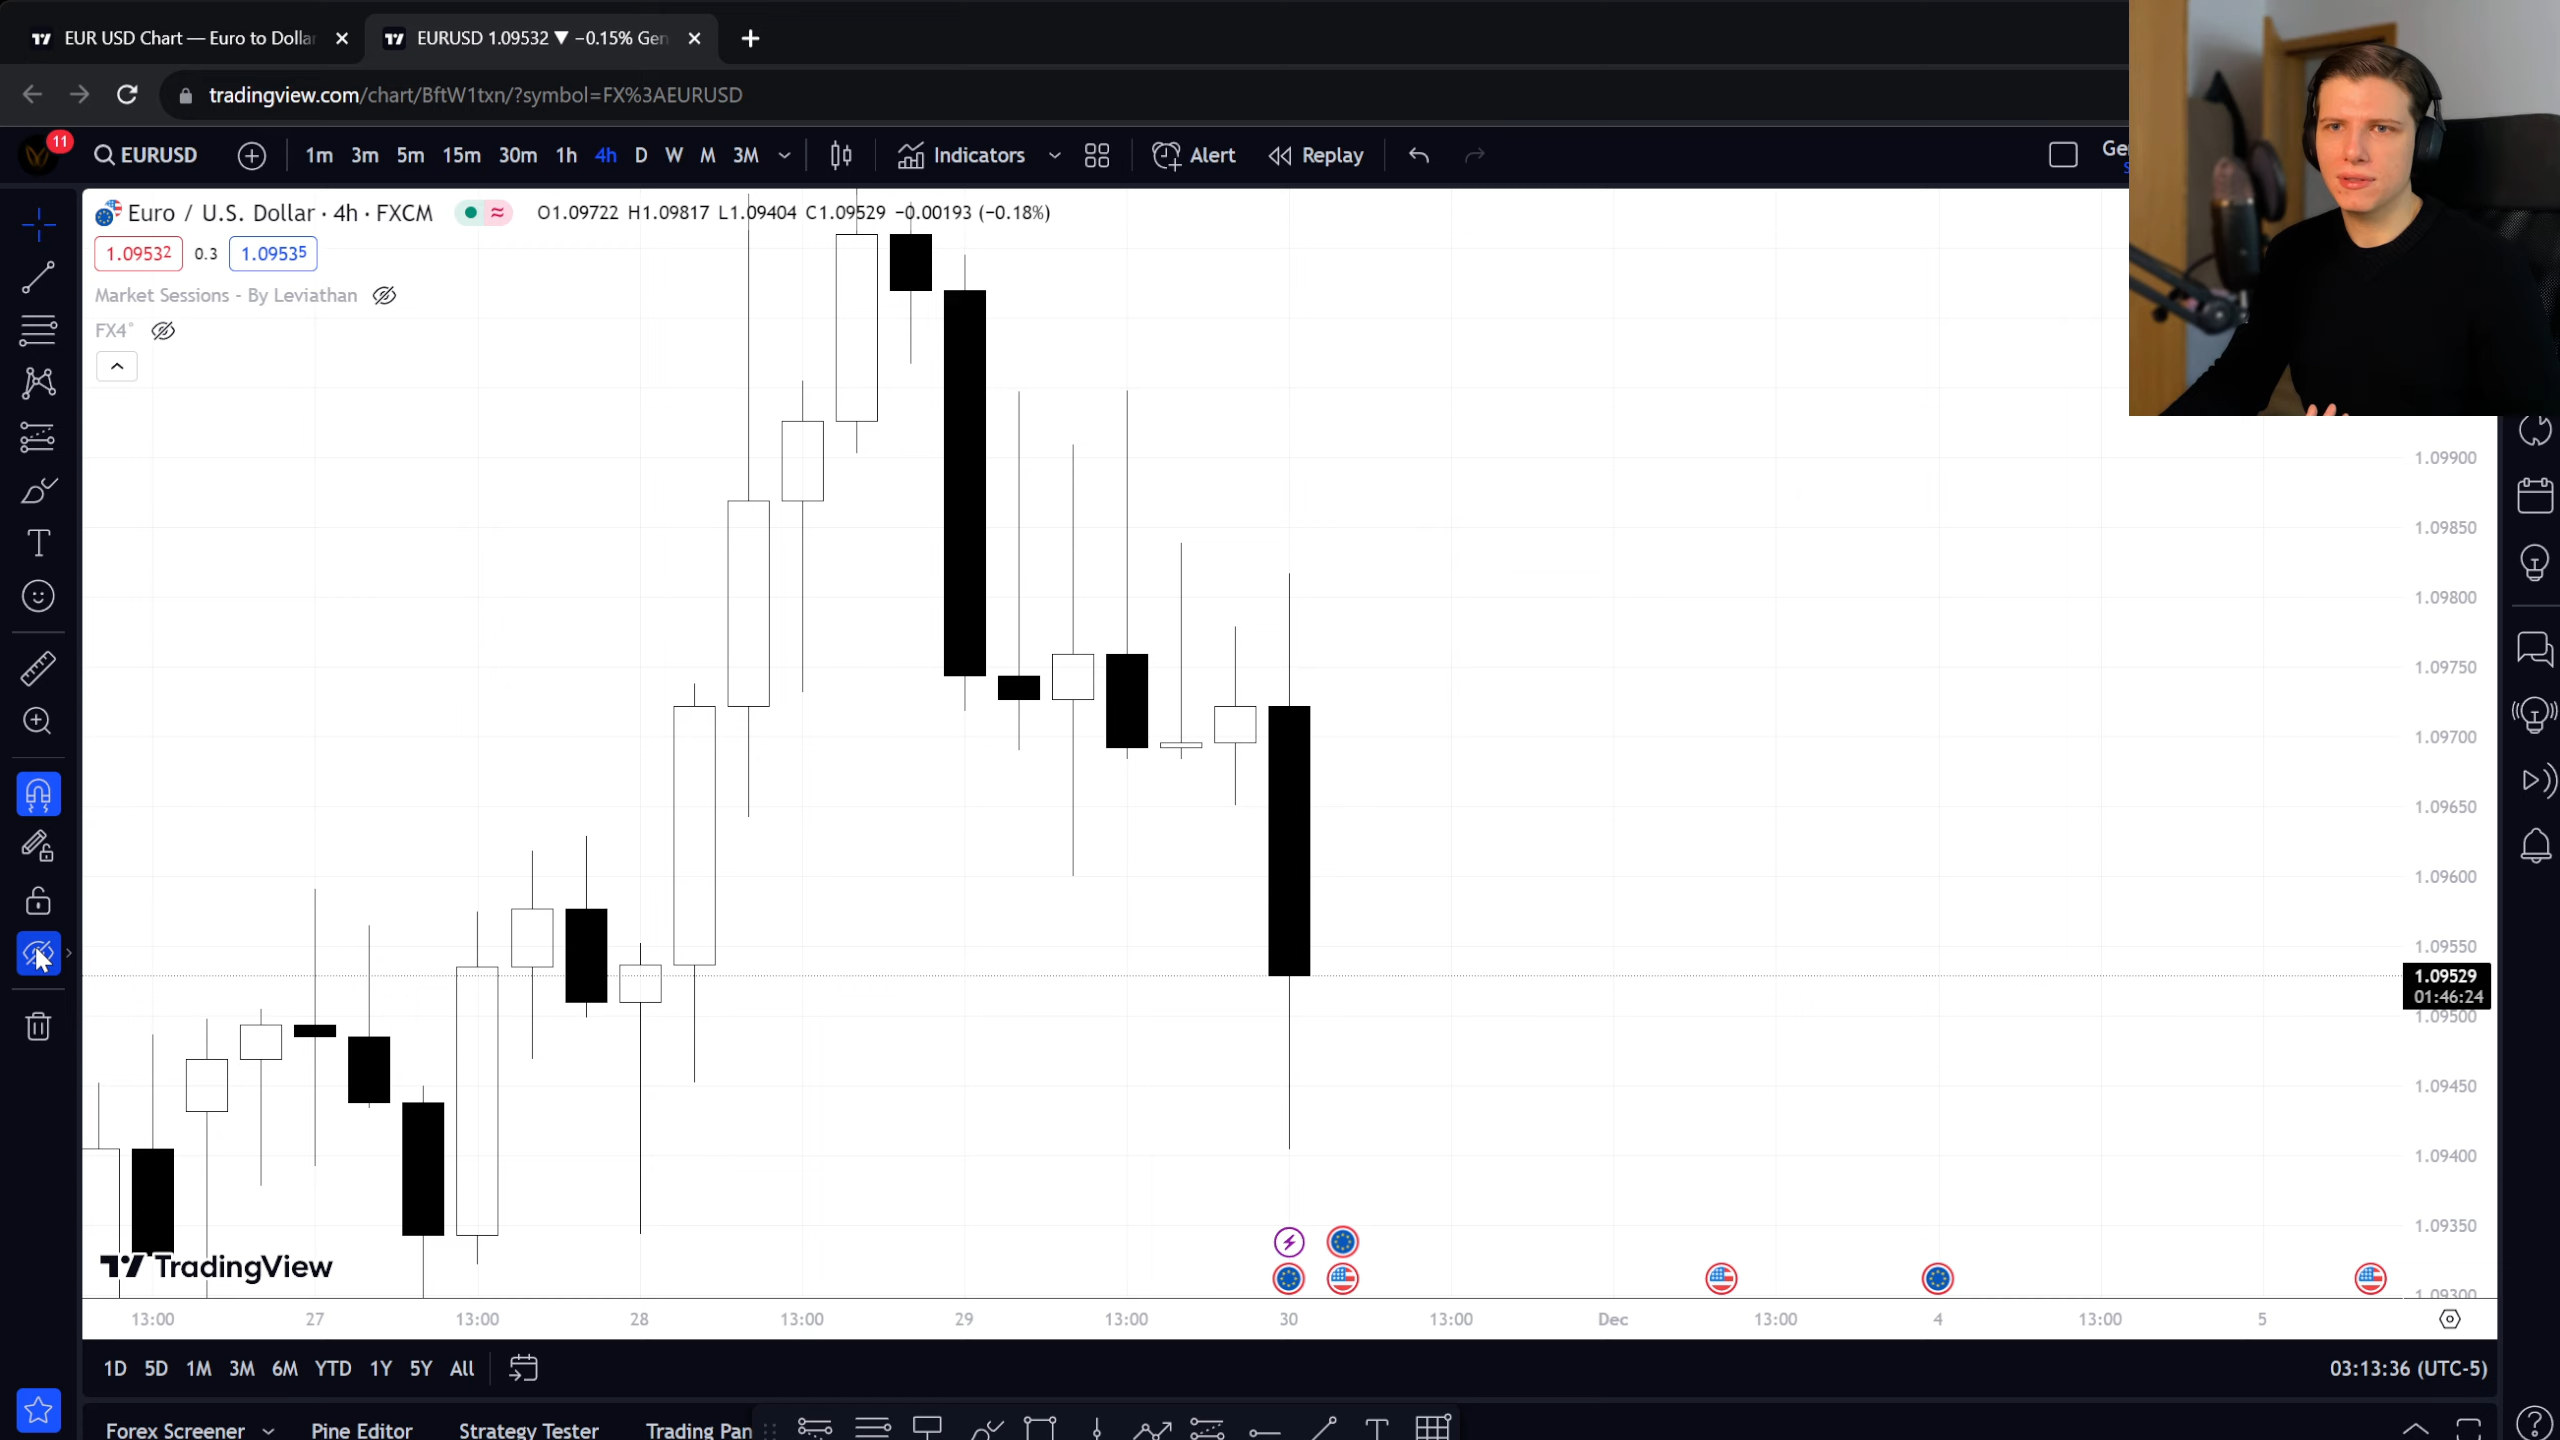 EUR USD Chart — Euro to Dolla
EURUSD 1.09532 ▼ −0.15% Gen
tradingview.com/chart/BftW1txn/?symbol=FX%3AEURUSD
11
EURUSD
1m 3m 5m 15m 30m 1h 4h D W M 3M
Indicators
Alert
Replay
Ge
Euro / U.S. Dollar · 4h · FXCM
O1.09722 H1.09817 L1.09404 C1.09529 −0.00193 (−0.18%)
1.09532 0.3 1.09535
Market Sessions - By Leviathan
FX4°
1.09900
1.09850
1.09800
1.09750
1.09700
1.09650
1.09600
1.09550
1.09529
01:46:24
1.09500
1.09450
1.09400
1.09350
1.09300
TradingView
13:00 27 13:00 28 13:00 29 13:00 30 13:00 Dec 13:00 4 13:00 5
1D 5D 1M 3M 6M YTD 1Y 5Y All
03:13:36 (UTC-5)
Forex Screener Pine Editor Strategy Tester Trading Pan